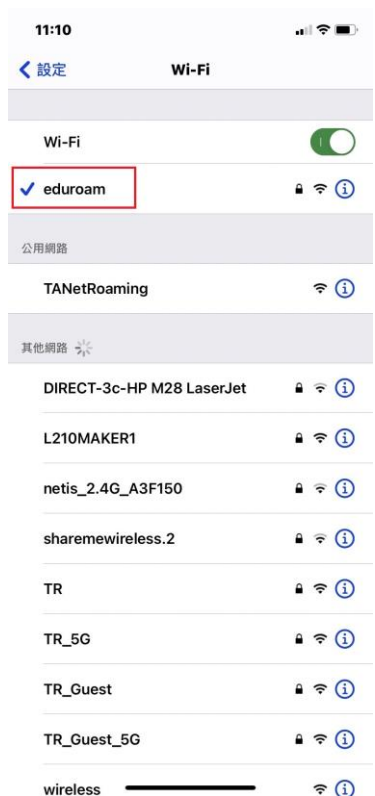 11:10
設定
Wi-Fi
Wi-Fi
eduroam
公用網路
TANetRoaming
其他網路
DIRECT-3c-HP M28 LaserJet
L210MAKER1
netis_2.4G_A3F150
sharemewireless.2
TR
TR_5G
TR_Guest
TR_Guest_5G
wireless